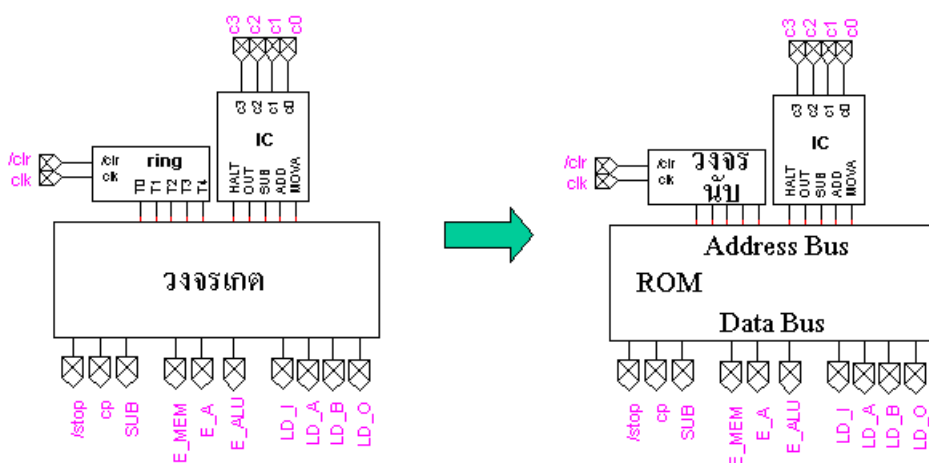 c3 c2 c1 c0
c3 c2 c1 c0
IC
HALT OUT SUB ADD MOVA
/clr
clk
/clr ring
clk
T0 T1 T2 T3 T4
วงจรเกต
/stop cp SUB E_MEM E_A E_ALU LD_I LD_A LD_B LD_O
c3 c2 c1 c0
c3 c2 c1 c0
IC
HALT OUT SUB ADD MOVA
/clr
clk
/clr วงจร
clk นับ
Address Bus
ROM
Data Bus
/stop cp SUB E_MEM E_A E_ALU LD_I LD_A LD_B LD_O